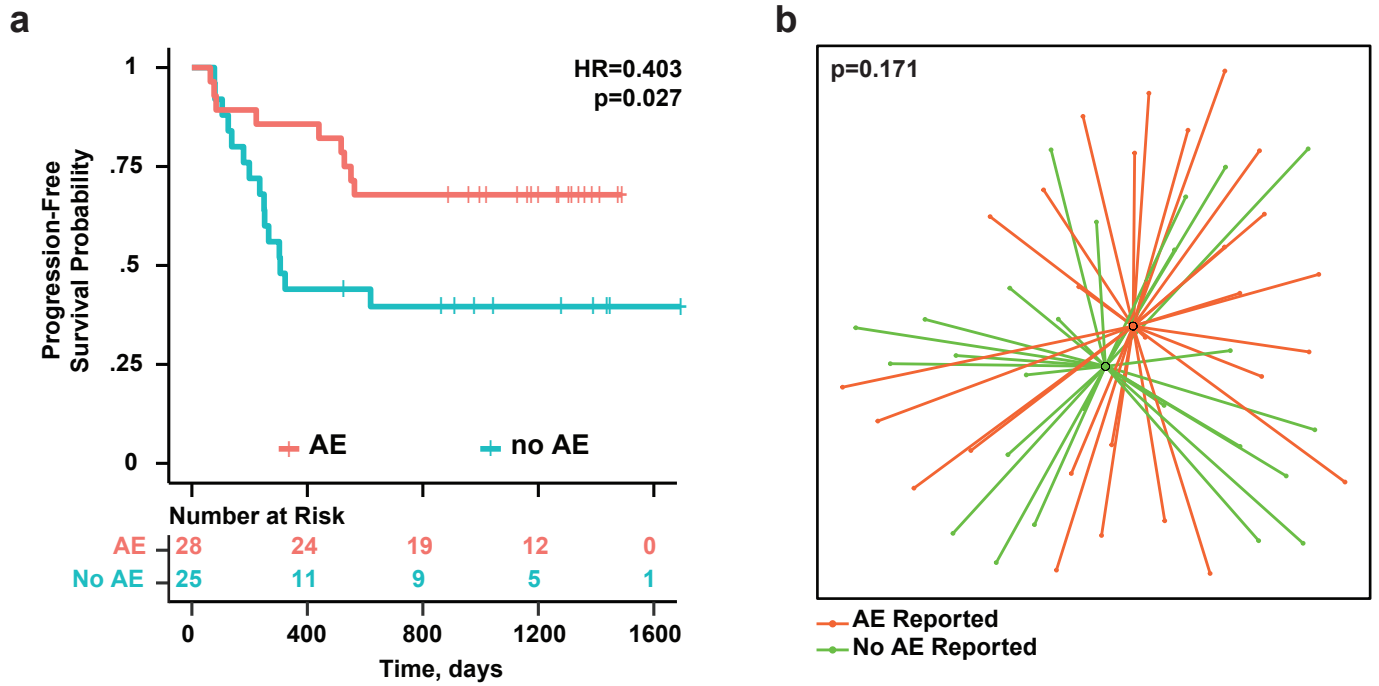 a
Progression-Free
Survival Probability
1
.75
.5
.25
0
HR=0.403
p=0.027
AE
no AE
Number at Risk
AE 28 24 19 12 0
No AE 25 11 9 5 1
0 400 800 1200 1600
Time, days
b
p=0.171
AE Reported
No AE Reported